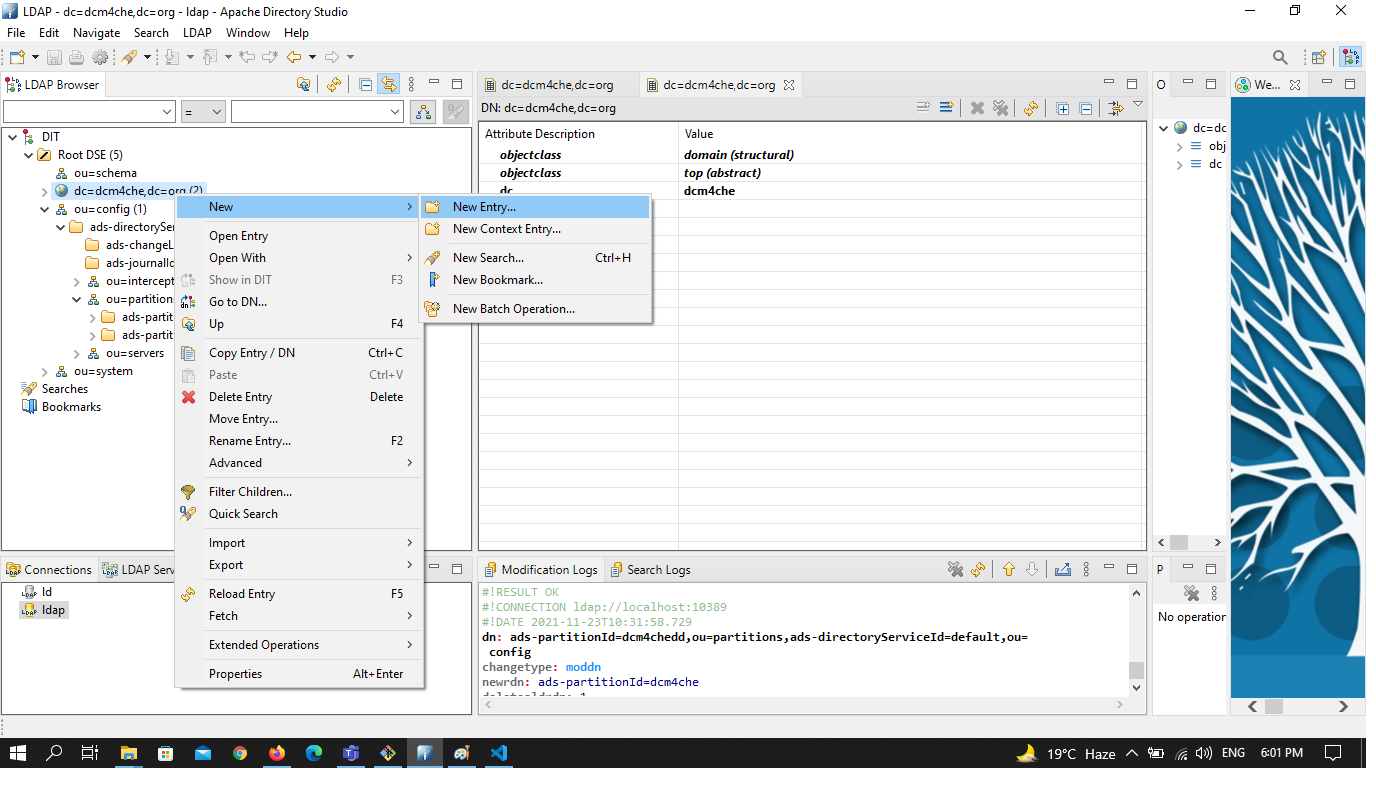 LDAP - dc=dcm4che,dc=org - ldap - Apache Directory Studio
File Edit Navigate Search LDAP Window Help
LDAP Browser
=
DIT
Root DSE (5)
ou=schema
dc=dcm4che,dc=org (2)
ou=config (1)
ads-directorySer
ads-changeL
ads-journalId
ou=intercept
ou=partition
ads-partit
ads-partit
ou=servers
ou=system
Searches
Bookmarks
New
Open Entry
Open With
Show in DIT F3
Go to DN...
Up F4
Copy Entry / DN Ctrl+C
Paste Ctrl+V
Delete Entry Delete
Move Entry...
Rename Entry... F2
Advanced
Filter Children...
Quick Search
Import
Export
Reload Entry F5
Fetch
Extended Operations
Properties Alt+Enter
New Entry...
New Context Entry...
New Search... Ctrl+H
New Bookmark...
New Batch Operation...
dc=dcm4che,dc=org dc=dcm4che,dc=org
DN: dc=dcm4che,dc=org
Attribute Description Value
objectclass domain (structural)
objectclass top (abstract)
dc dcm4che
O
dc=dc
obj
dc
We...
Connections LDAP Serv
ld
ldap
Modification Logs Search Logs
#!RESULT OK
#!CONNECTION ldap://localhost:10389
#!DATE 2021-11-23T10:31:58.729
dn: ads-partitionId=dcm4chedd,ou=partitions,ads-directoryServiceId=default,ou=
config
changetype: moddn
newrdn: ads-partitionId=dcm4che
deleteoldrdn: 1
P
No operation
19°C Haze ENG 6:01 PM